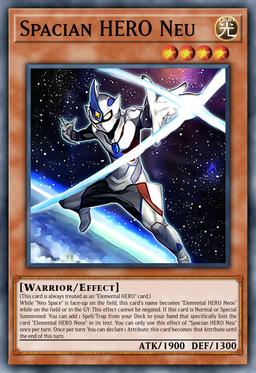 Spacian HERO Neu
光
[Warrior/Effect]
(This card is always treated as an "Elemental HERO" card.)
While "Neo Space" is face-up on the field, this card's name becomes "Elemental HERO Neos"
while on the field or in the GY. This effect cannot be negated. If this card is Normal or Special
Summoned: You can add 1 Spell/Trap from your Deck to your hand that specifically lists the
card "Elemental HERO Neos" in its text. You can only use this effect of "Spacian HERO Neu"
once per turn. Once per turn: You can declare 1 Attribute; this card becomes that Attribute until
the end of this turn.
ATK/1900 DEF/1300